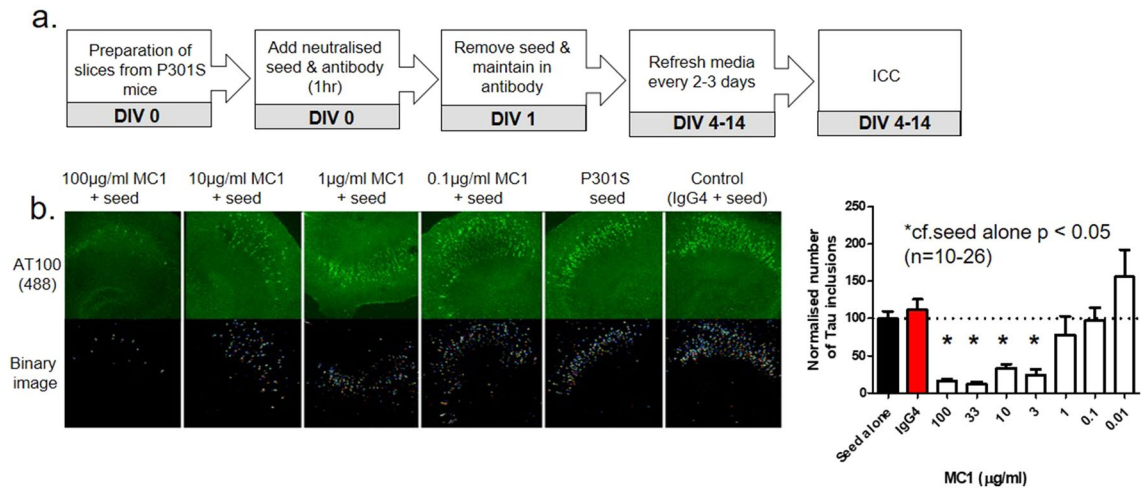 a.
Preparation of
slices from P301S
mice
DIV 0
Add neutralised
seed & antibody
(1hr)
DIV 0
Remove seed &
maintain in
antibody
DIV 1
Refresh media
every 2-3 days
DIV 4-14
ICC
DIV 4-14
b.
100µg/ml MC1
+ seed
10µg/ml MC1
+ seed
1µg/ml MC1
+ seed
0.1µg/ml MC1
+ seed
P301S
seed
Control
(IgG4 + seed)
AT100
(488)
Binary
image
Normalised number
of Tau inclusions
250
200
150
100
50
0
*cf.seed alone p < 0.05
(n=10-26)
* * * *
Seed alone
IgG4
100
33
10
3
1
0.1
0.01
MC1 (µg/ml)